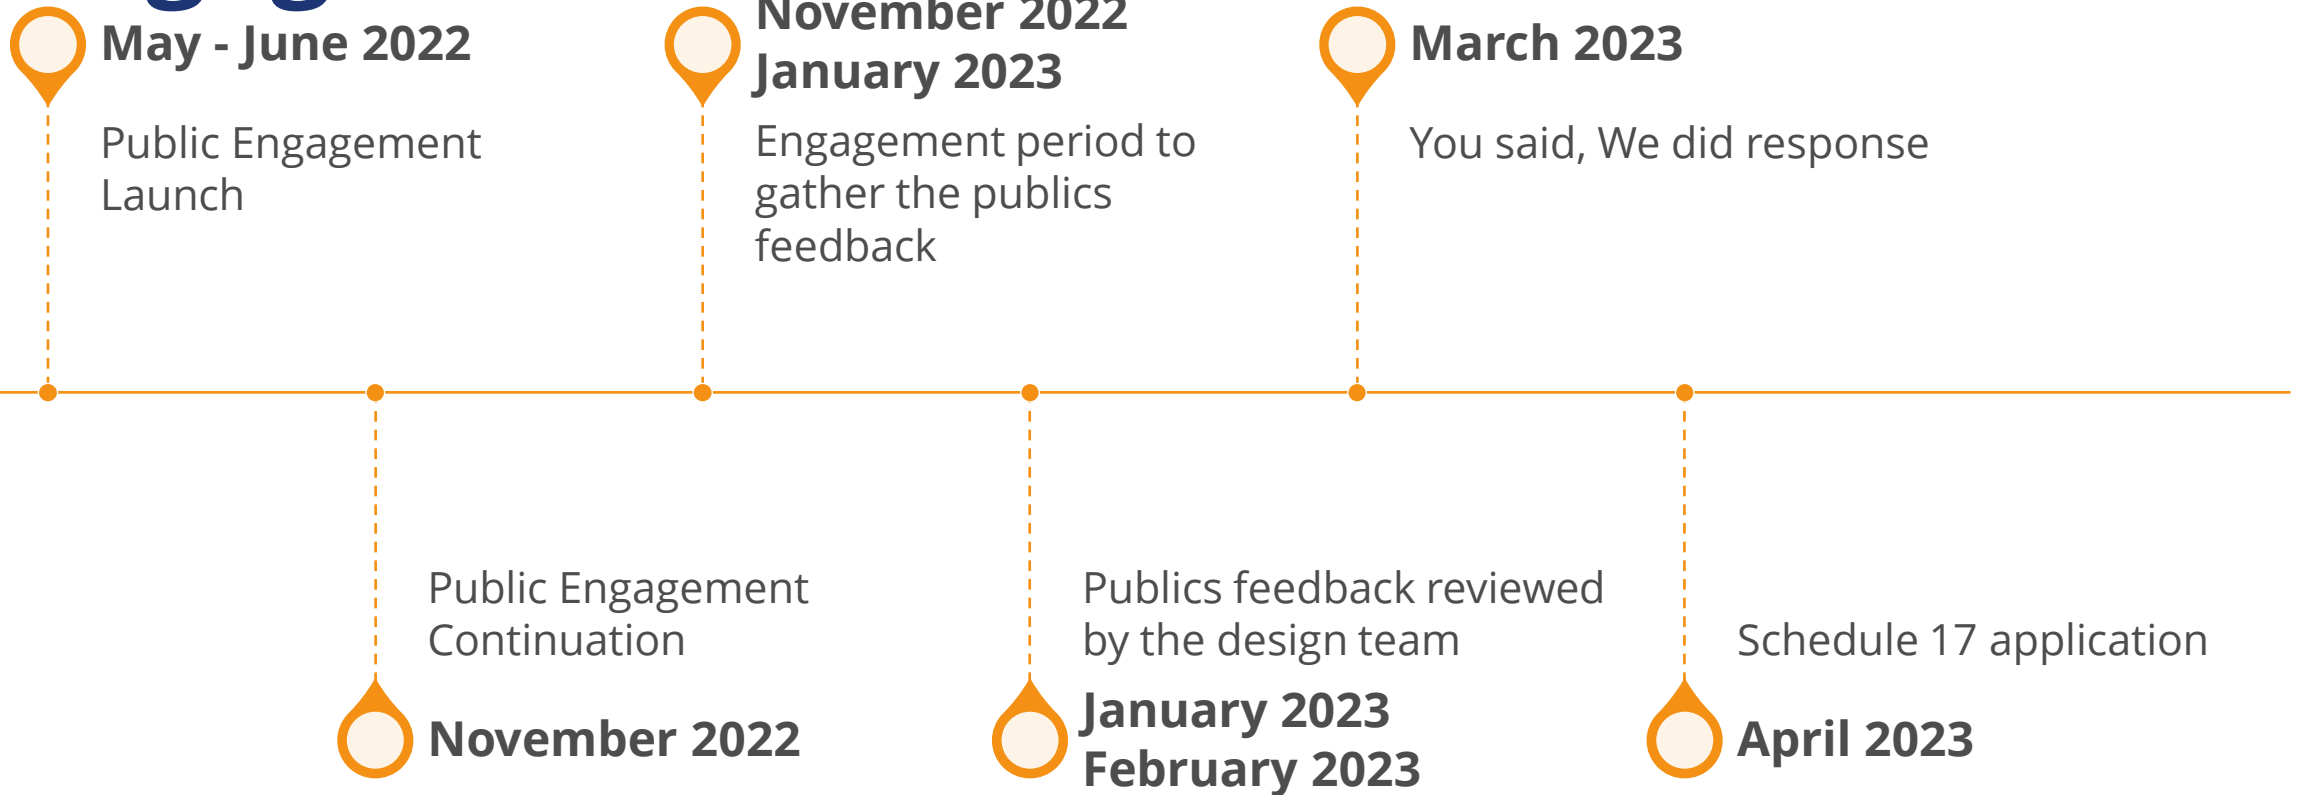 May - June 2022
Public Engagement
Launch
Public Engagement
Continuation
November 2022
November 2022
January 2023
Engagement period to
gather the publics
feedback
Publics feedback reviewed
by the design team
January 2023
February 2023
March 2023
You said, We did response
Schedule 17 application
April 2023